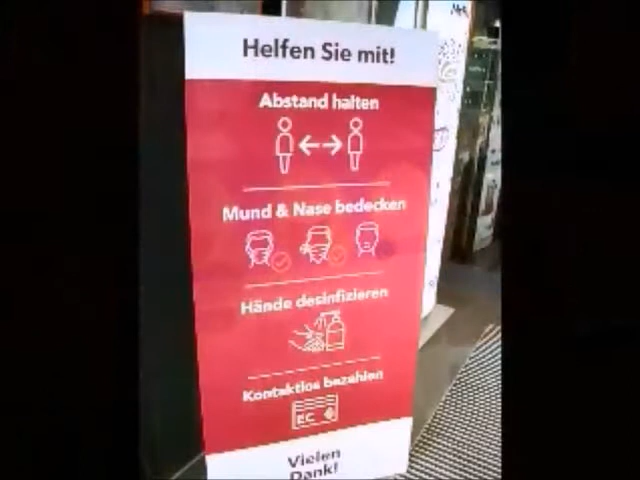 Helfen Sie mit!
Abstand halten
Mund & Nase bedecken
Hände desinfizieren
Kontaktlos bezahlen
EC
Vielen
Dank!